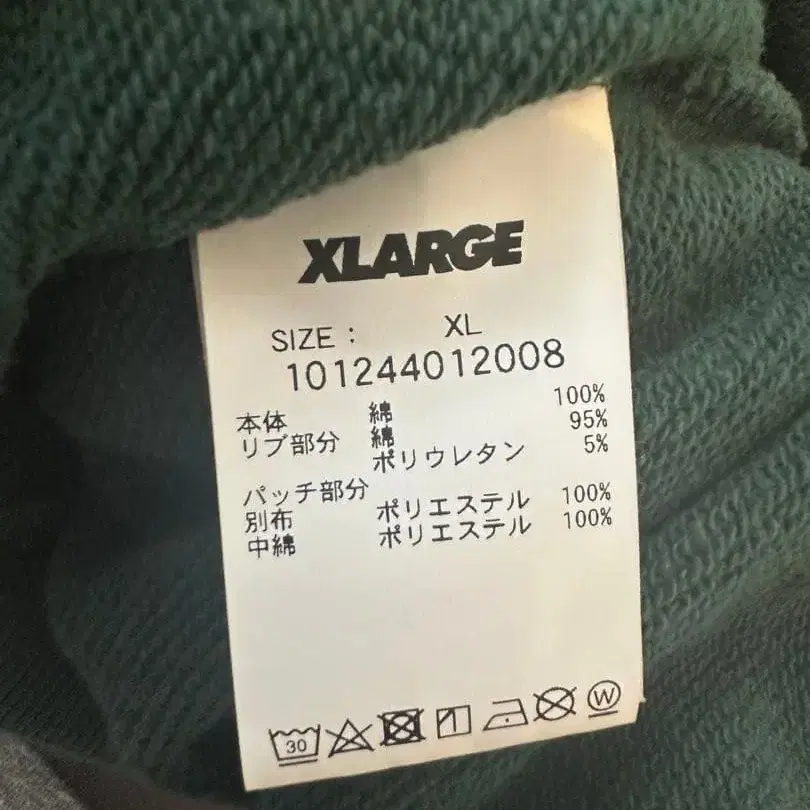 XLARGE
SIZE : XL
101244012008
本体 綿 100%
リブ部分 綿 95%
ポリウレタン 5%
パッチ部分
別布 ポリエステル 100%
中綿 ポリエステル 100%
30 W